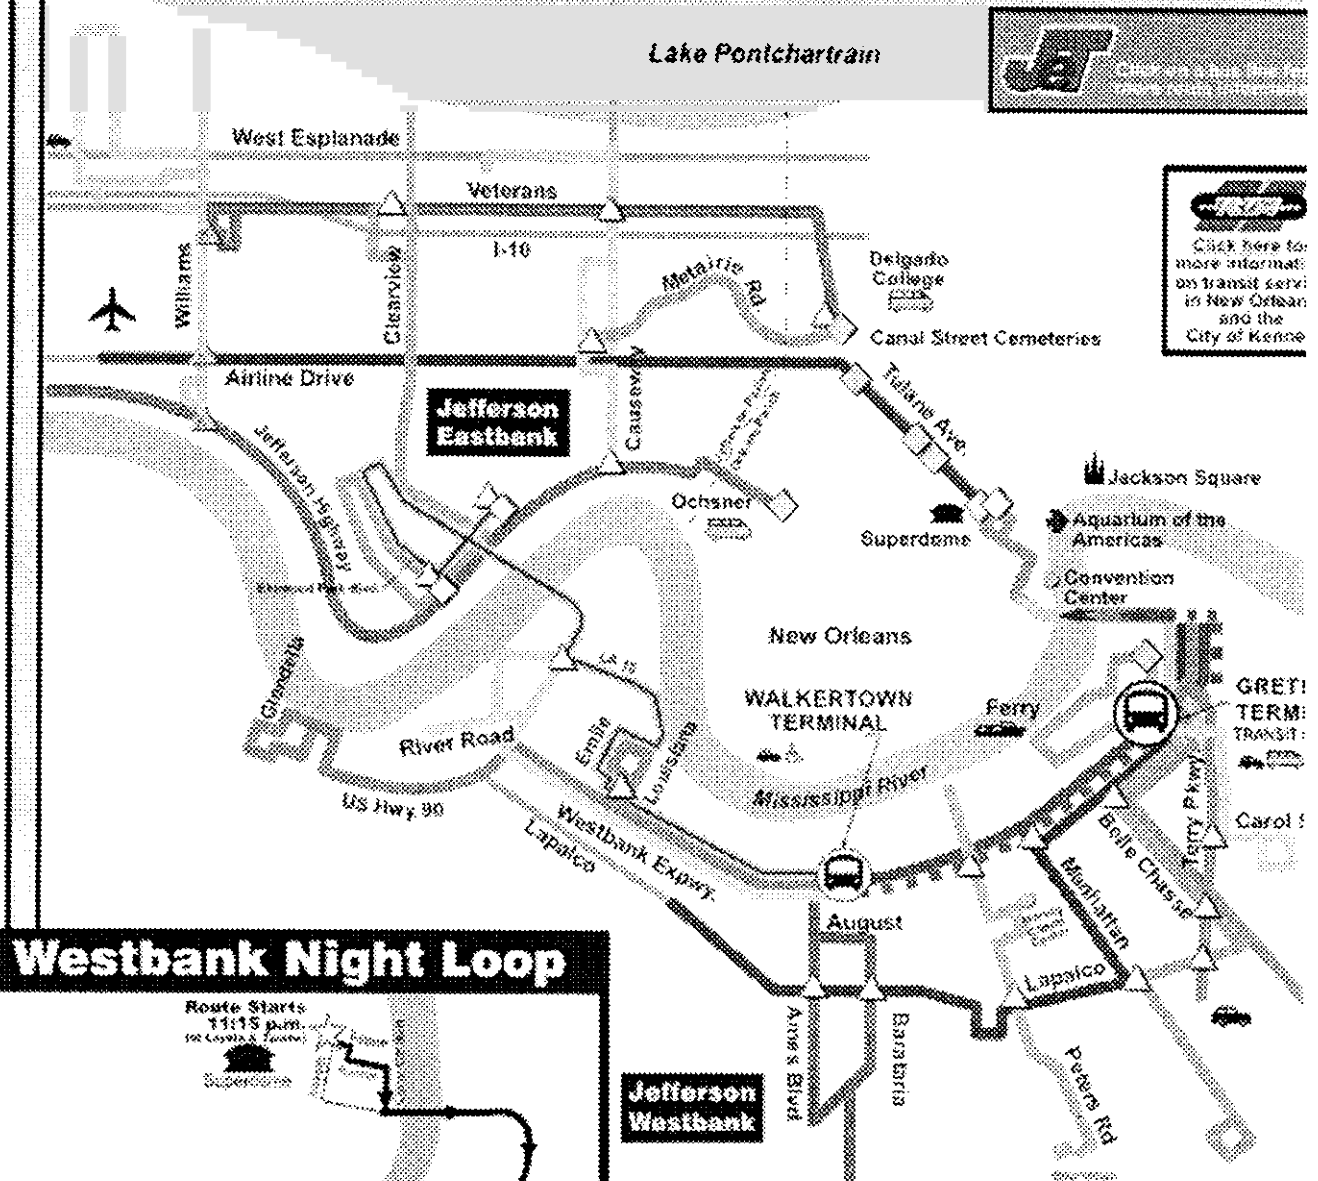 Lake Pontchartrain
JeT
West Esplanade
Veterans
I-10
Williams
Clearview
Metairie Rd
Delgado
College
Click here for
more informati
on transit servi
in New Orlean
and the
City of Kenne
Canal Street Cemeteries
Airline Drive
Causeway
Tulane Ave.
Jefferson
Eastbank
Jefferson Highway
Ochsner
Jackson Square
Superdome
Aquarium of the
Americas
Convention
Center
New Orleans
Glendella
WALKERTOWN
TERMINAL
Ferry
GRET
TERM
TRANSIT
River Road
Louisiana
US Hwy. 90
Mississippi River
Westbank Expwy.
Lapalco
Terry Pkwy
Carol S
Belle Chasse
Manhattan
August
Lapalco
Ames Blvd
Barataria
Peters Rd
Westbank Night Loop
Route Starts
11:15 p.m.
Superdome
Jefferson
Westbank